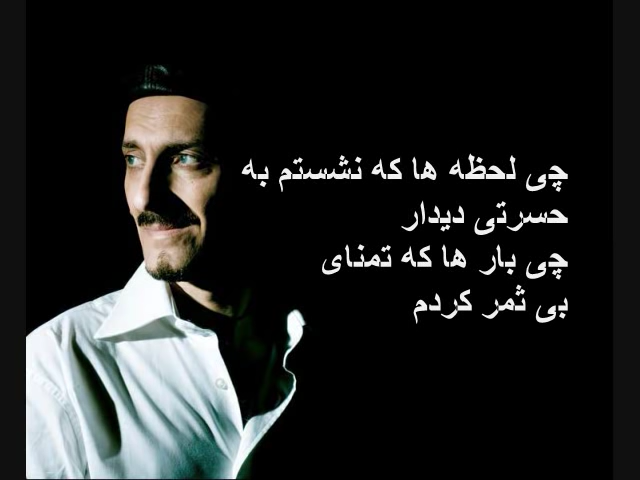 چی لحظه ها که نشستم به
حسرتی دیدار
چی بار ها که تمنای
بی ثمر کردم